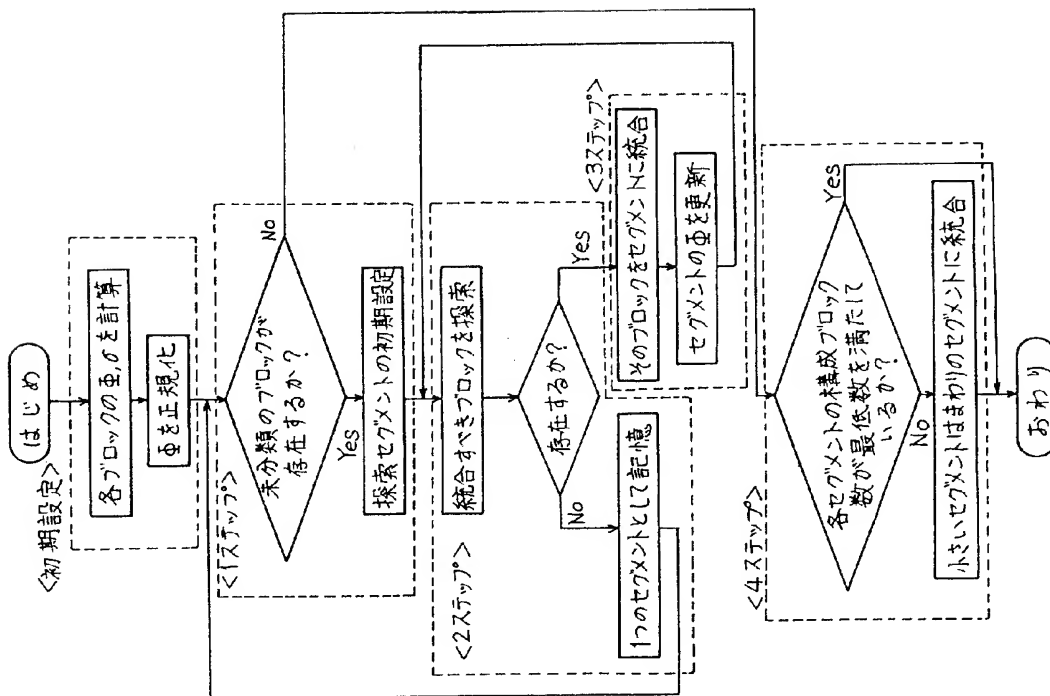 はじめ
<初期設定>
各ブロックのΦ,σを計算
Φを正規化
<1ステップ>
未分類のブロックが
存在するか?
No
Yes
探索セグメントの初期設定
<2ステップ>
統合すべきブロックを探索
存在するか?
No
Yes
1つのセグメントとして記憶
<3ステップ>
そのブロックをセグメントに統合
セグメントのΦを更新
<4ステップ>
各セグメントの構成ブロック
数が最低数を満たして
いるか?
Yes
No
小さいセグメントはまわりのセグメントに統合
おわり